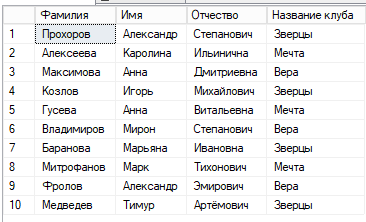 Фамилия Имя Отчество Название клуба
1 Прохоров Александр Степанович Зверцы
2 Алексеева Каролина Ильинична Мечта
3 Максимова Анна Дмитриевна Вера
4 Козлов Игорь Михайлович Зверцы
5 Гусева Анна Витальевна Мечта
6 Владимиров Мирон Степанович Вера
7 Баранова Марьяна Ивановна Зверцы
8 Митрофанов Марк Тихонович Мечта
9 Фролов Александр Эмирович Вера
10 Медведев Тимур Артёмович Зверцы